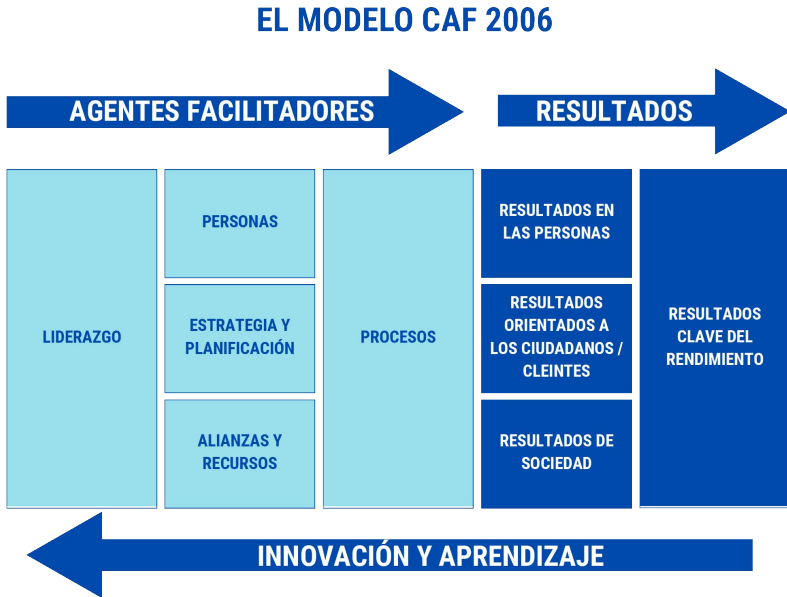 EL MODELO CAF 2006
AGENTES FACILITADORES
RESULTADOS
LIDERAZGO
PERSONAS
ESTRATEGIA Y
PLANIFICACIÓN
ALIANZAS Y
RECURSOS
PROCESOS
RESULTADOS EN
LAS PERSONAS
RESULTADOS
ORIENTADOS A
LOS CIUDADANOS /
CLEINTES
RESULTADOS DE
SOCIEDAD
RESULTADOS
CLAVE DEL
RENDIMIENTO
INNOVACIÓN Y APRENDIZAJE